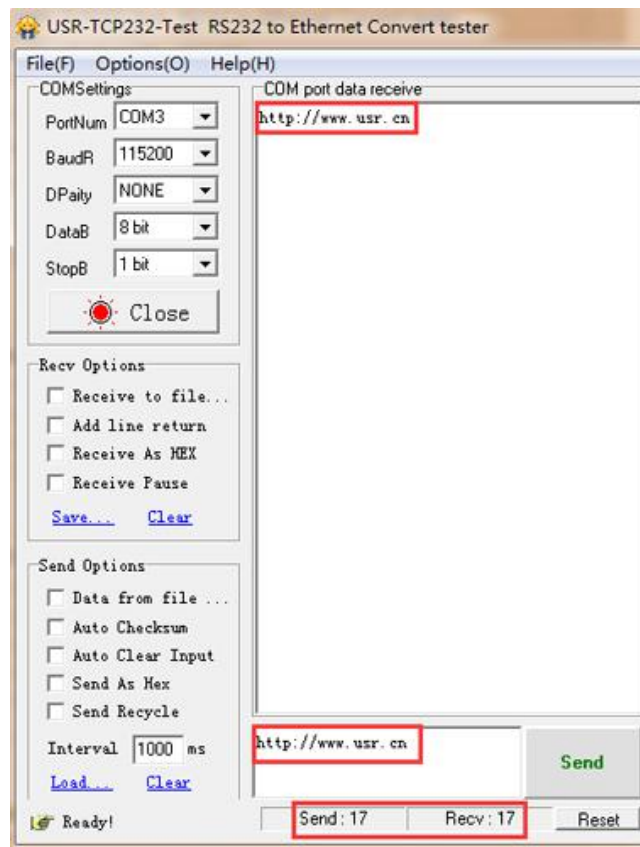 USR-TCP232-Test RS232 to Ethernet Convert tester
File(F) Options(O) Help(H)
COMSettings
PortNum COM3
BaudR 115200
DPaity NONE
DataB 8 bit
StopB 1 bit
Close
Recv Options
Receive to file...
Add line return
Receive As HEX
Receive Pause
Save... Clear
Send Options
Data from file ...
Auto Checksum
Auto Clear Input
Send As Hex
Send Recycle
Interval 1000 ms
Load... Clear
COM port data receive
http://www.usr.cn
http://www.usr.cn
Send
Ready!
Send : 17 Recv : 17 Reset